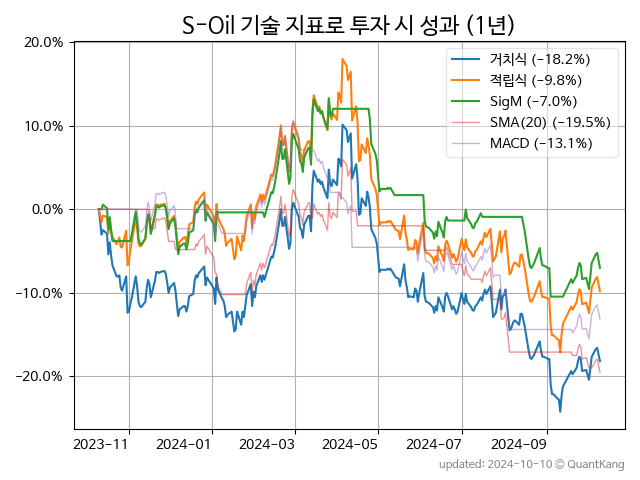 S-Oil 기술 지표로 투자 시 성과 (1년)
20.0%
10.0%
0.0%
−10.0%
−20.0%
거치식 (-18.2%)
적립식 (-9.8%)
SigM (-7.0%)
SMA(20) (-19.5%)
MACD (-13.1%)
2023-11
2024-01
2024-03
2024-05
2024-07
2024-09
updated: 2024-10-10 © QuantKang